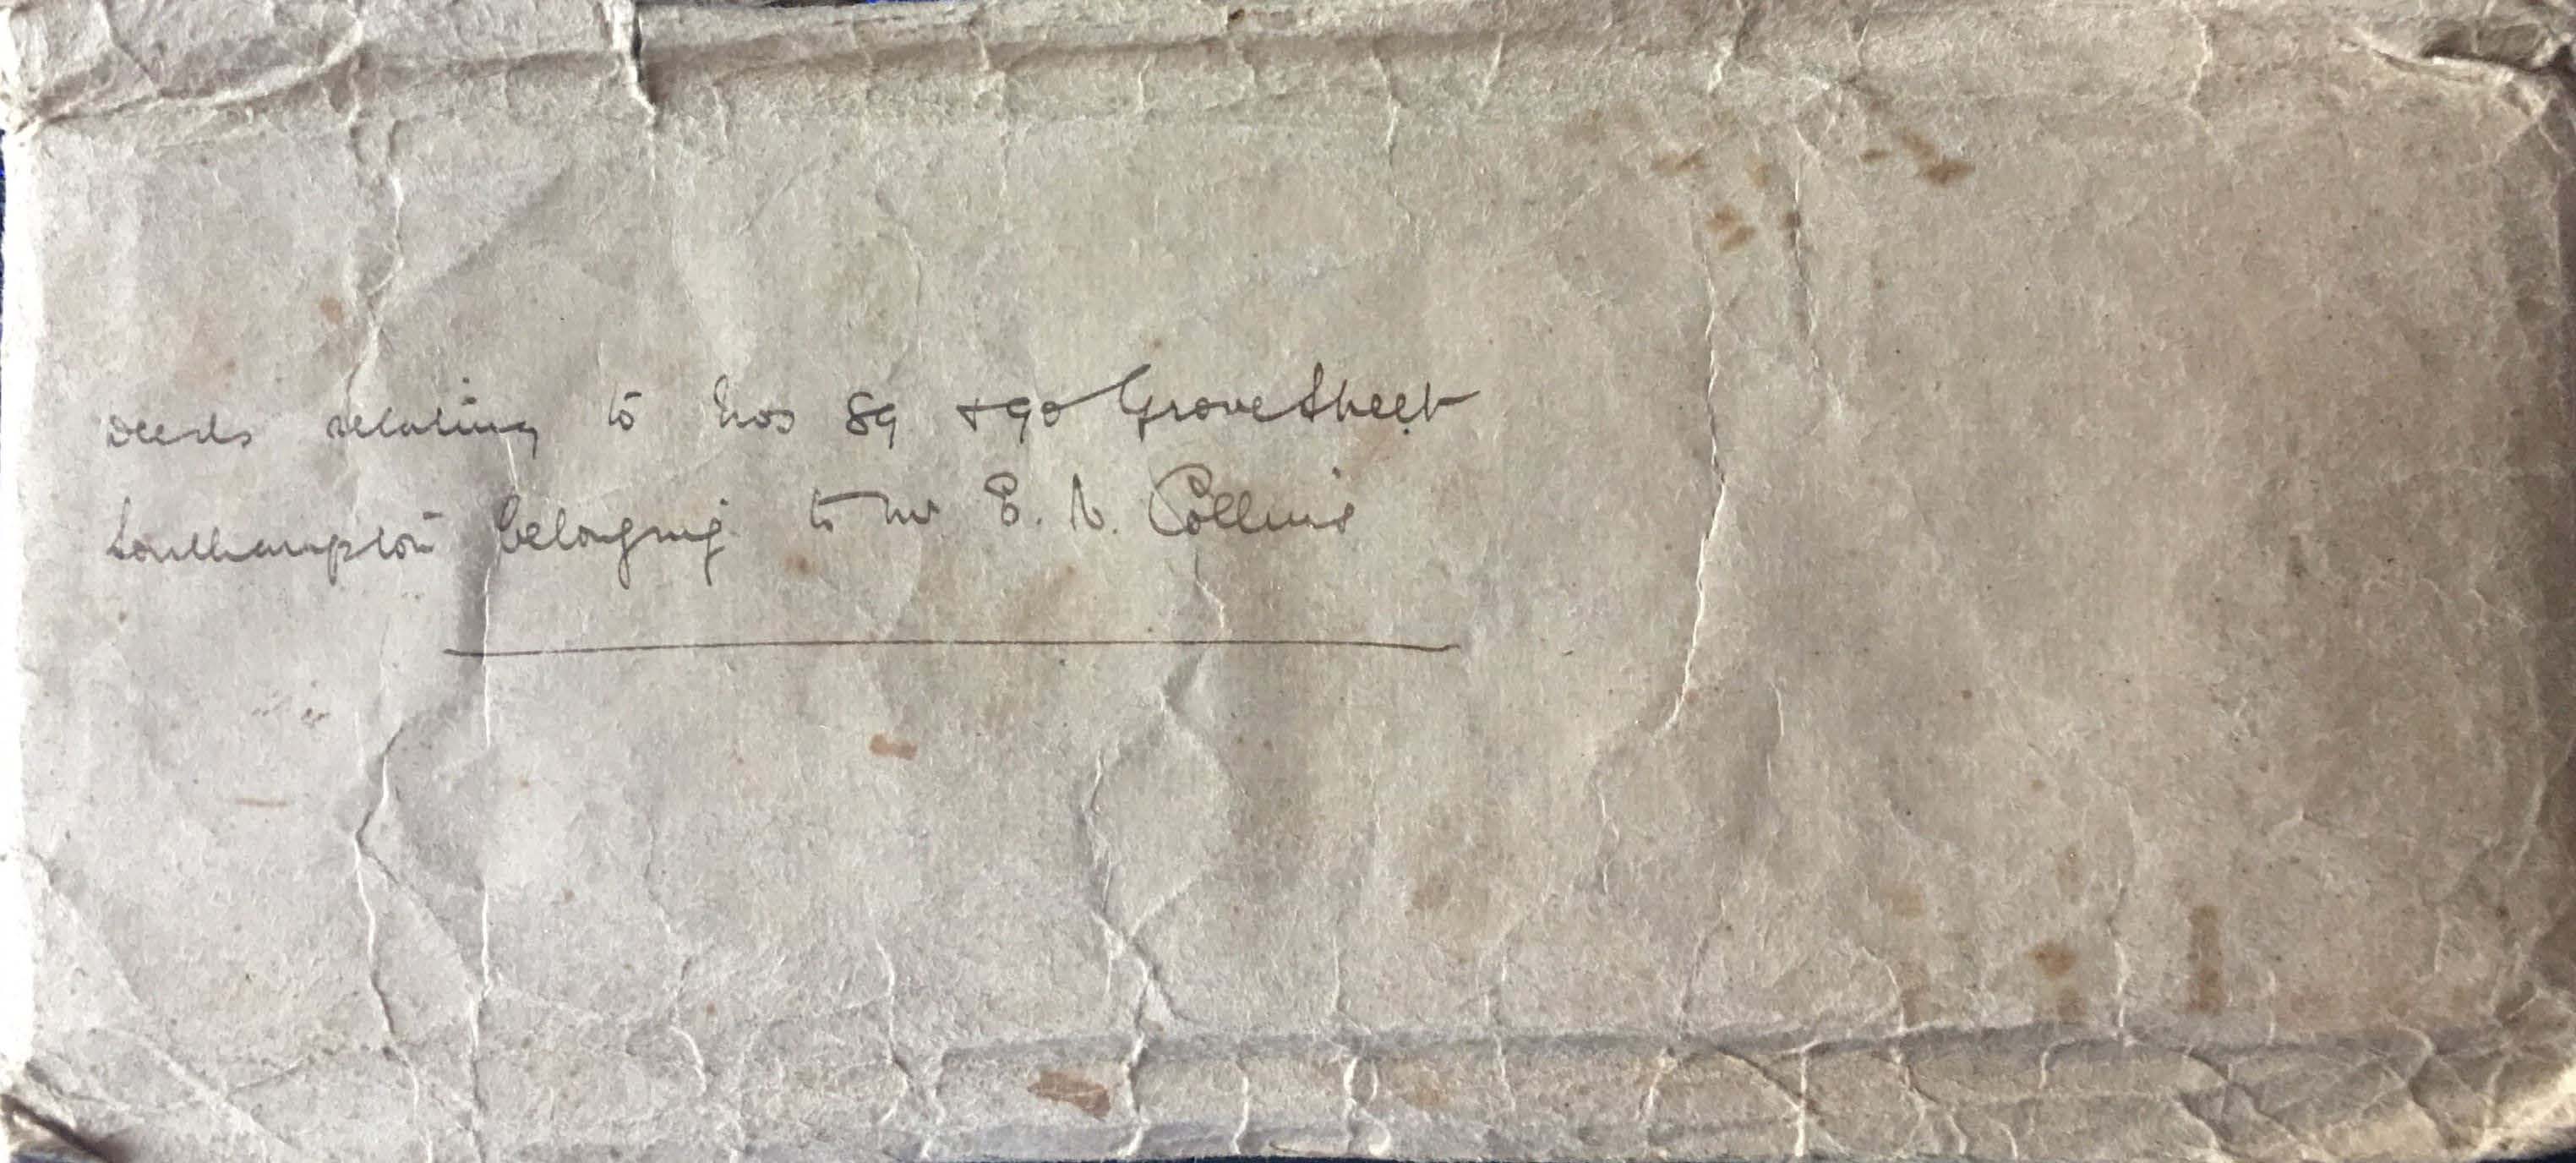 Deeds relating to Nos 89 & 90 Grove Street
Southampton belonging to Mr E. N. Collins